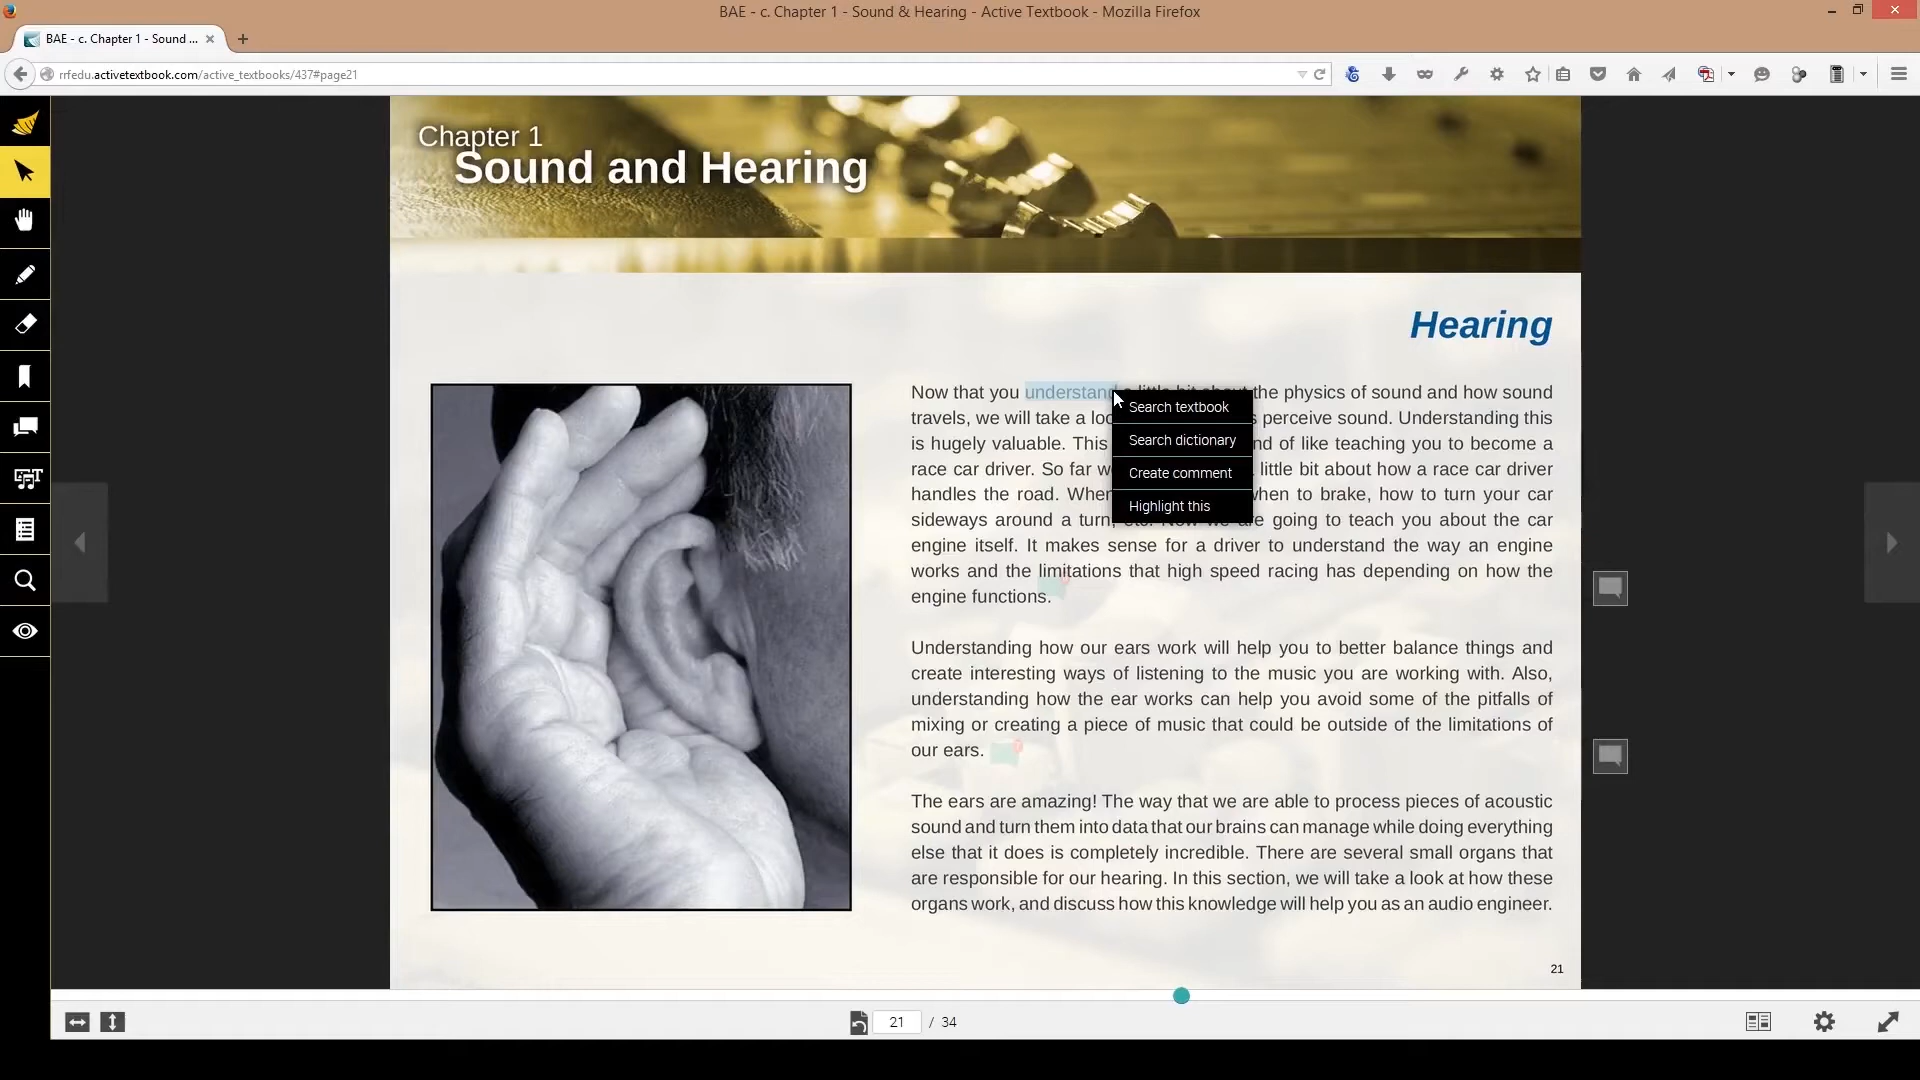 BAE - c. Chapter 1 - Sound & Hearing - Active Textbook - Mozilla Firefox
BAE - c. Chapter 1 - Sound ...
rrfedu.activetextbook.com/active_textbooks/437#page21
Chapter 1
Sound and Hearing
Hearing
Now that you understand a little bit about the physics of sound and how sound
travels, we will take a loo s perceive sound. Understanding this
is hugely valuable. This nd of like teaching you to become a
race car driver. So far w little bit about how a race car driver
handles the road. When when to brake, how to turn your car
sideways around a turn, etc. Now we are going to teach you about the car
engine itself. It makes sense for a driver to understand the way an engine
works and the limitations that high speed racing has depending on how the
engine functions.
Search textbook
Search dictionary
Create comment
Highlight this
Understanding how our ears work will help you to better balance things and
create interesting ways of listening to the music you are working with. Also,
understanding how the ear works can help you avoid some of the pitfalls of
mixing or creating a piece of music that could be outside of the limitations of
our ears.
The ears are amazing! The way that we are able to process pieces of acoustic
sound and turn them into data that our brains can manage while doing everything
else that it does is completely incredible. There are several small organs that
are responsible for our hearing. In this section, we will take a look at how these
organs work, and discuss how this knowledge will help you as an audio engineer.
21
21 / 34